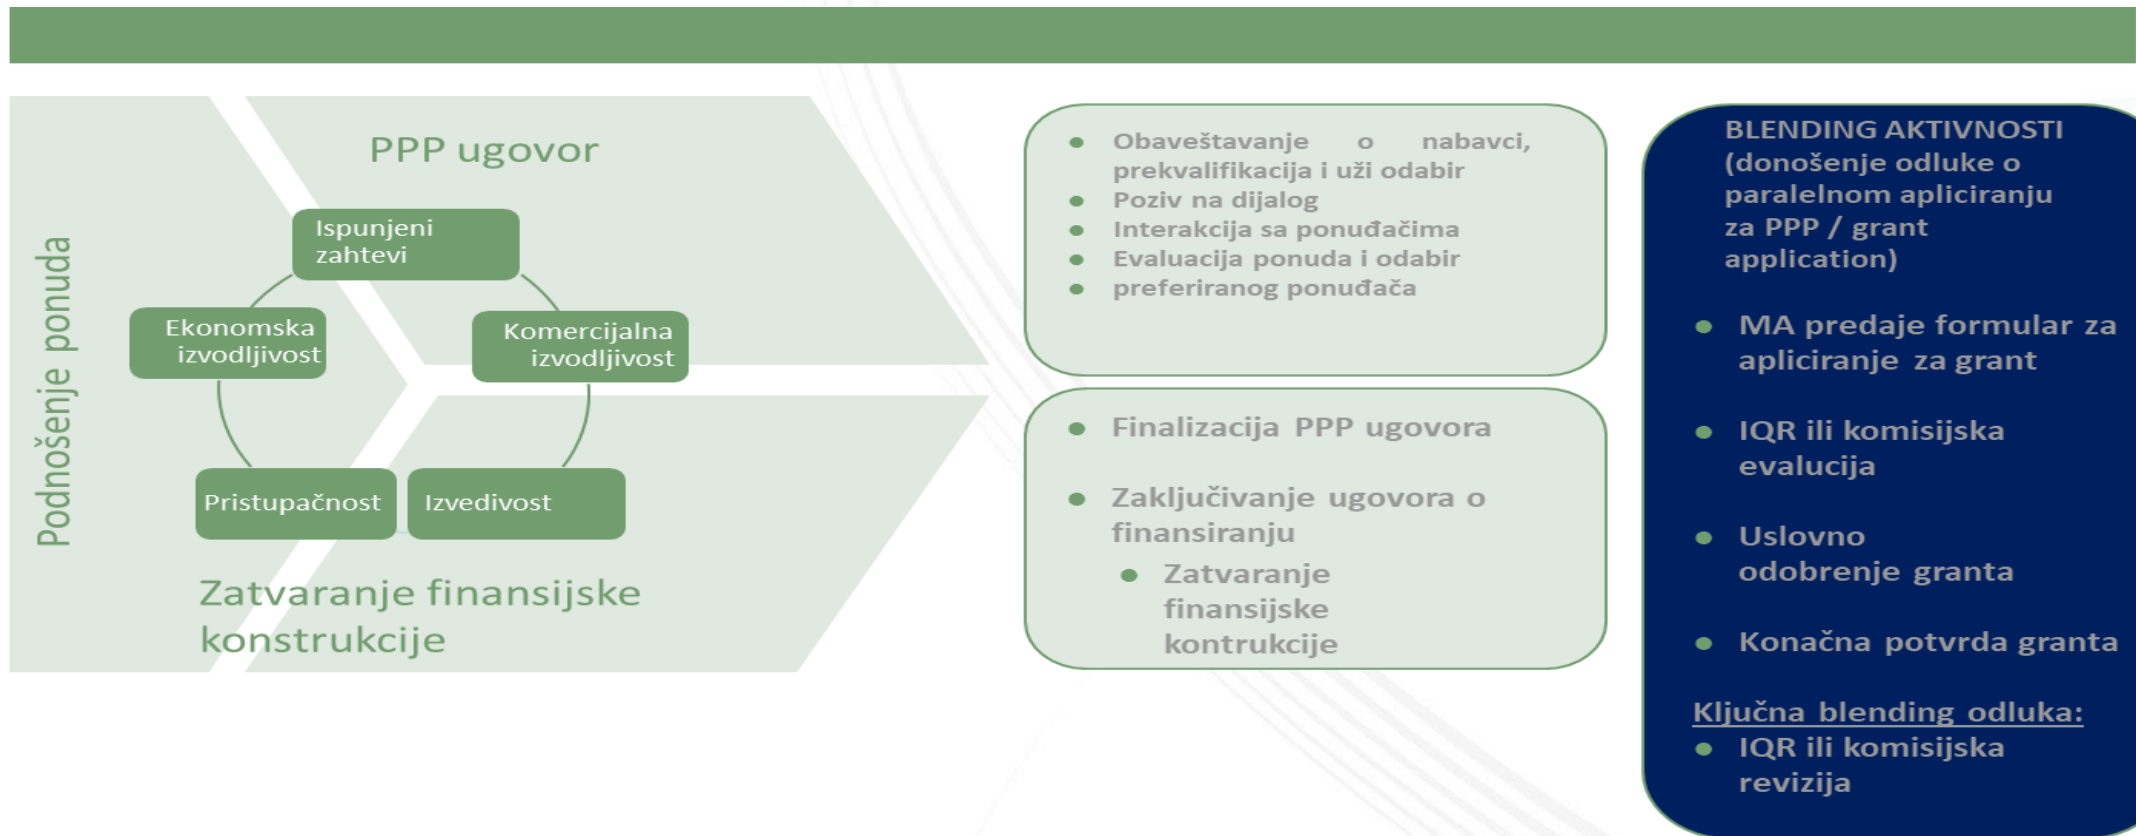 Podnošenje ponuda
PPP ugovor
Ispunjeni
zahtevi
Ekonomska
izvodljivost
Komercijalna
izvodljivost
Pristupačnost
Izvedivost
Zatvaranje finansijske
konstrukcije
Obaveštavanje o nabavci,
prekvalifikacija i uži odabir
Poziv na dijalog
Interakcija sa ponuđačima
Evaluacija ponuda i odabir
preferiranog ponuđača
Finalizacija PPP ugovora
Zaključivanje ugovora o
finansiranju
Zatvaranje
finansijske
kontrukcije
BLENDING AKTIVNOSTI
(donošenje odluke o
paralelnom apliciranju
za PPP / grant
application)
MA predaje formular za
apliciranje za grant
IQR ili komisijska
evalucija
Uslovno
odobrenje granta
Konačna potvrda granta
Ključna blending odluka:
IQR ili komisijska
revizija